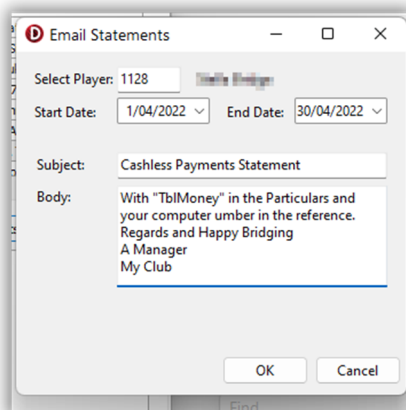 D Email Statements
Select Player: 1128
Start Date: 1/04/2022 End Date: 30/04/2022
Subject: Cashless Payments Statement
Body: With "TblMoney" in the Particulars and
your computer umber in the reference.
Regards and Happy Bridging
A Manager
My Club
OK Cancel
Find